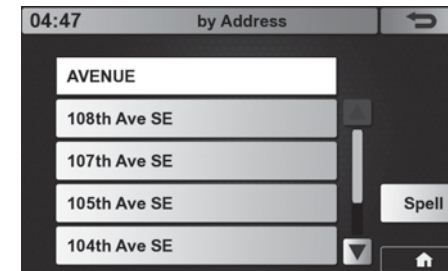 04:47 by Address
AVENUE
108th Ave SE
107th Ave SE
105th Ave SE
Spell
104th Ave SE